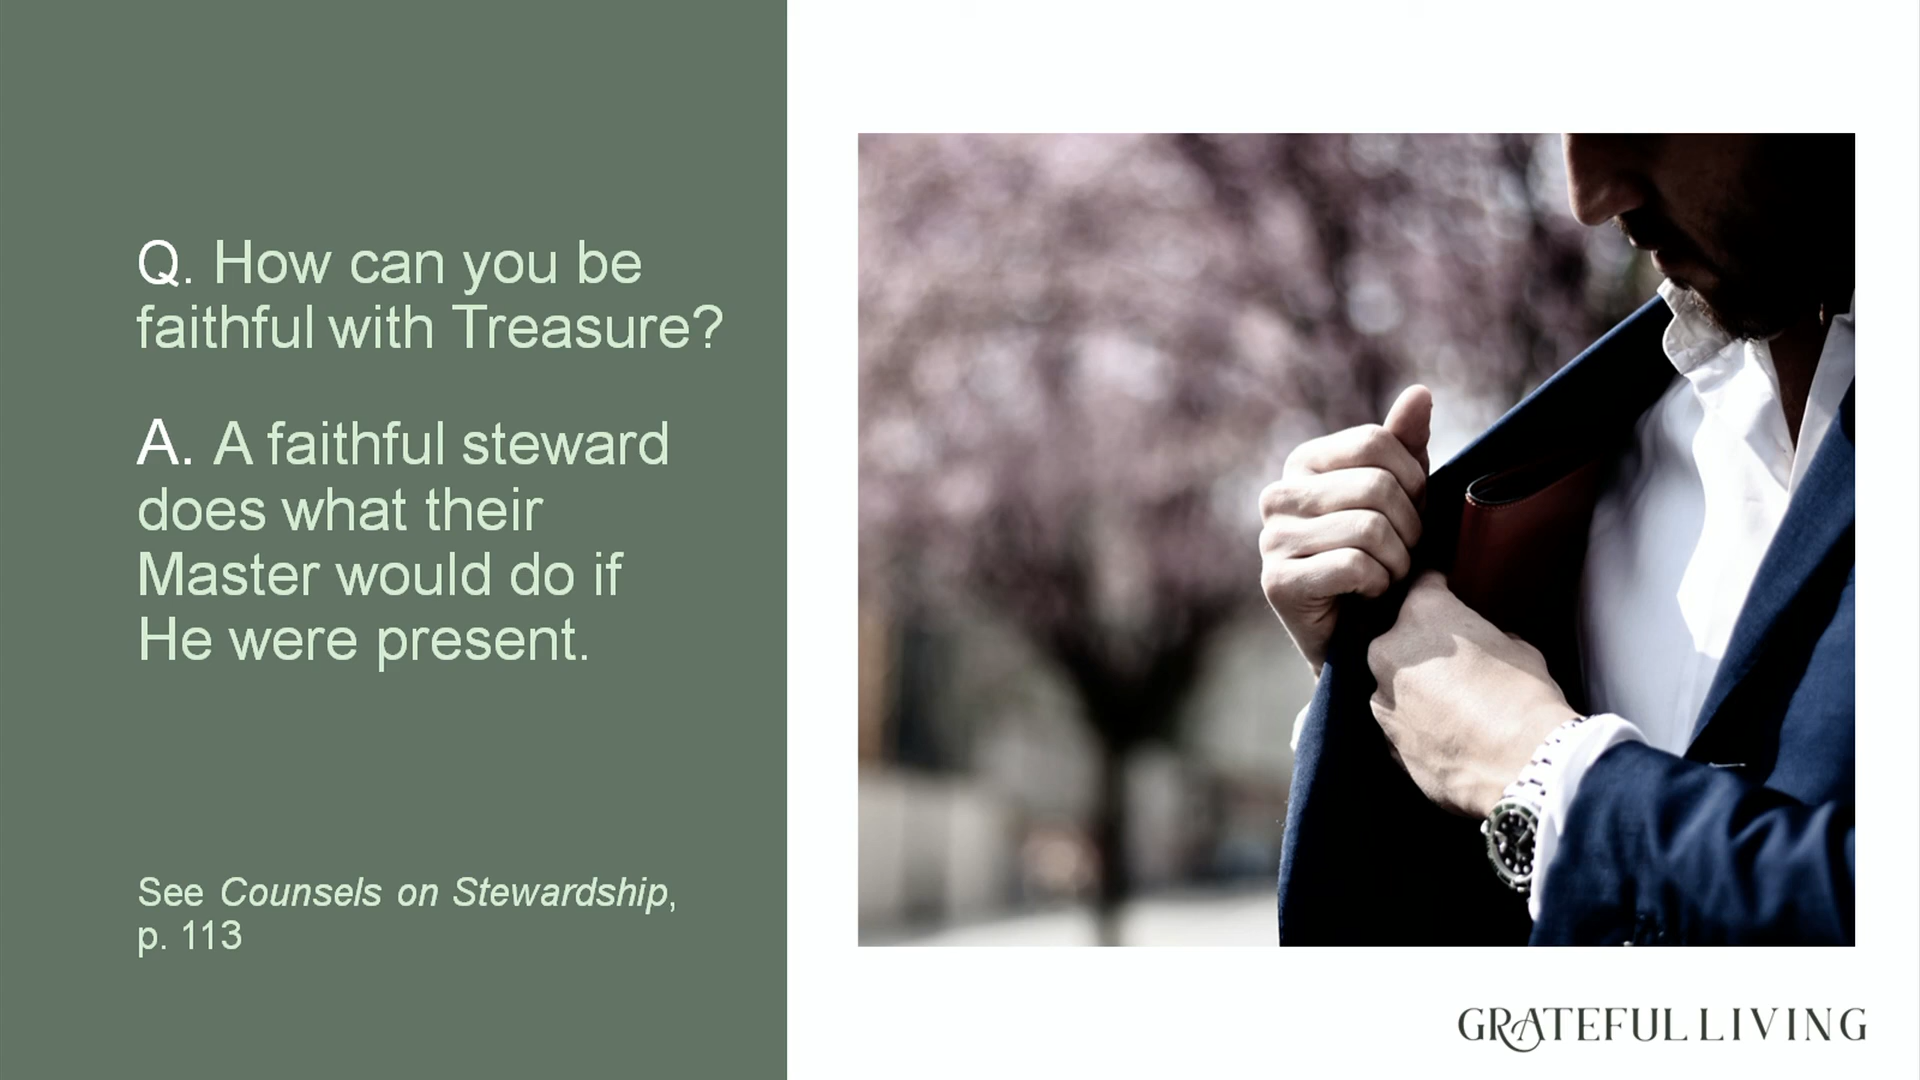 Q. How can you be
faithful with Treasure?
A. A faithful steward
does what their
Master would do if
He were present.
See Counsels on Stewardship,
p. 113
GRATEFUL LIVING